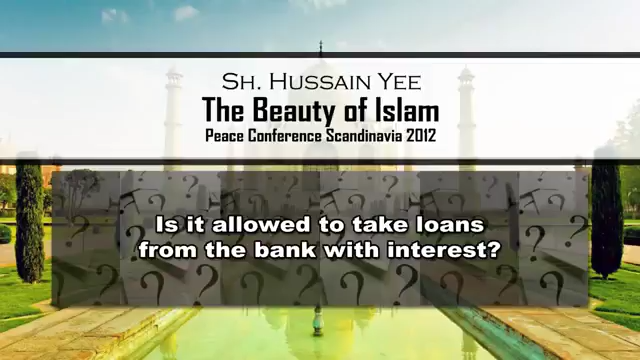 Sh. Hussain Yee
The Beauty of Islam
Peace Conference Scandinavia 2012
Is it allowed to take loans
from the bank with interest?